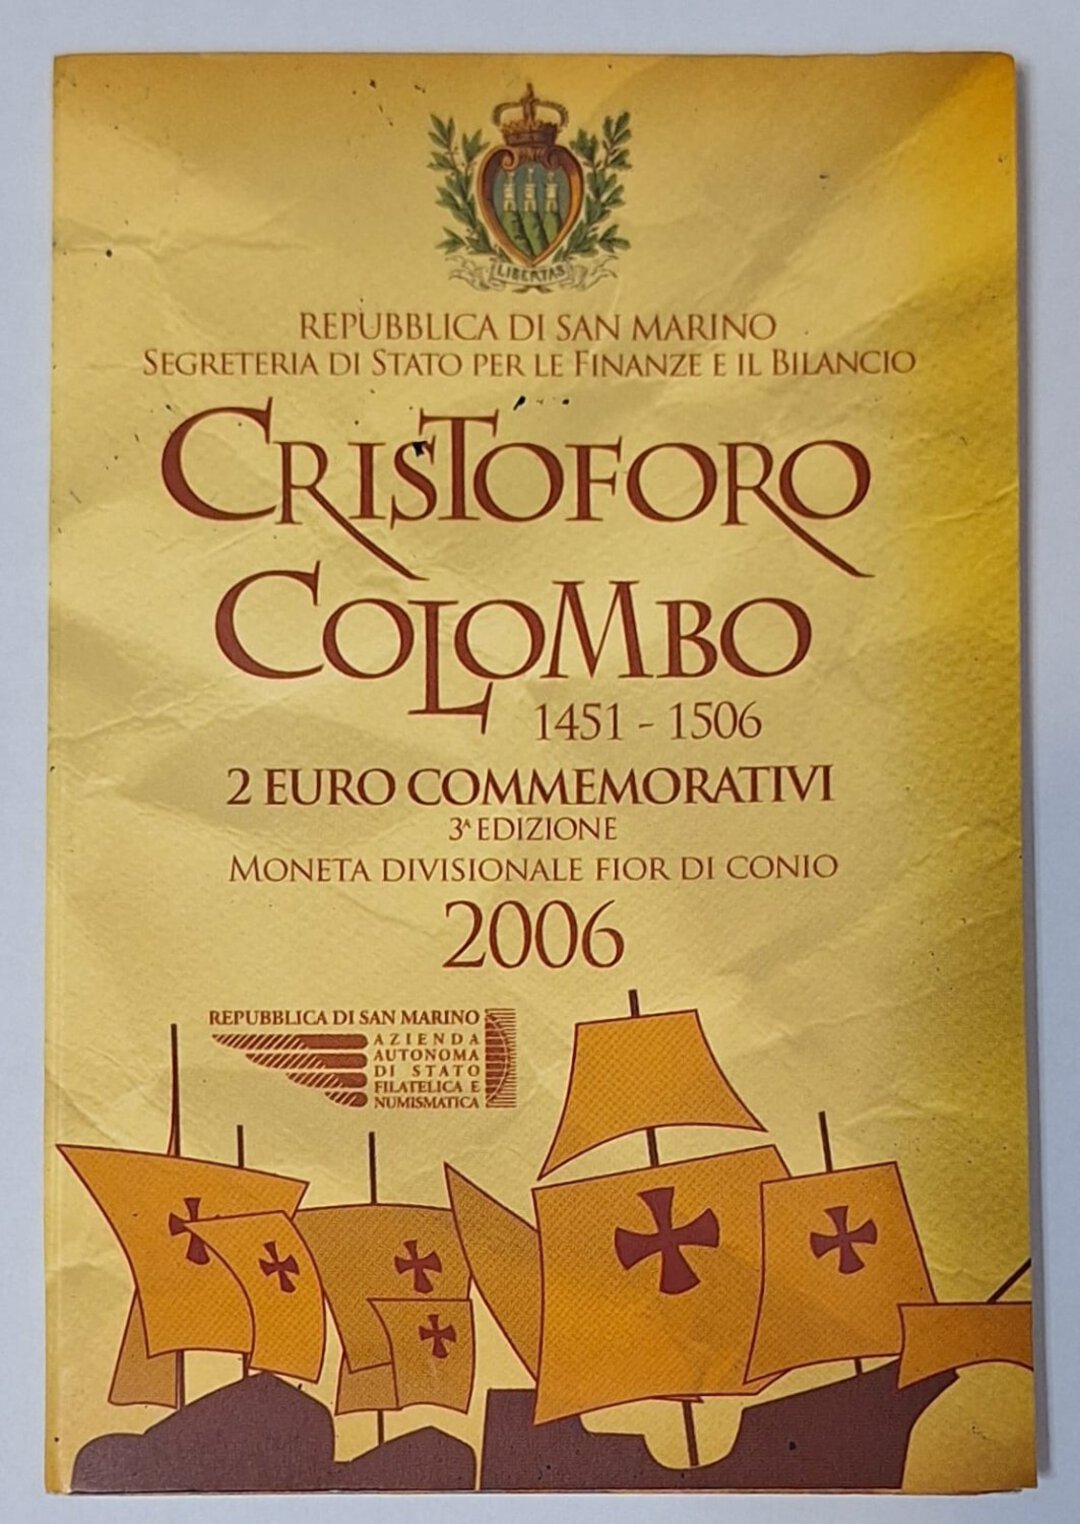 LIBERTAS
REPUBBLICA DI SAN MARINO
SEGRETERIA DI STATO PER LE FINANZE E IL BILANCIO
CRISTOFORO
COLOMBO
1451 - 1506
2 EURO COMMEMORATIVI
3ᴬ EDIZIONE
MONETA DIVISIONALE FIOR DI CONIO
2006
REPUBBLICA DI SAN MARINO
AZIENDA
AUTONOMA
DI STATO
FILATELICA E
NUMISMATICA